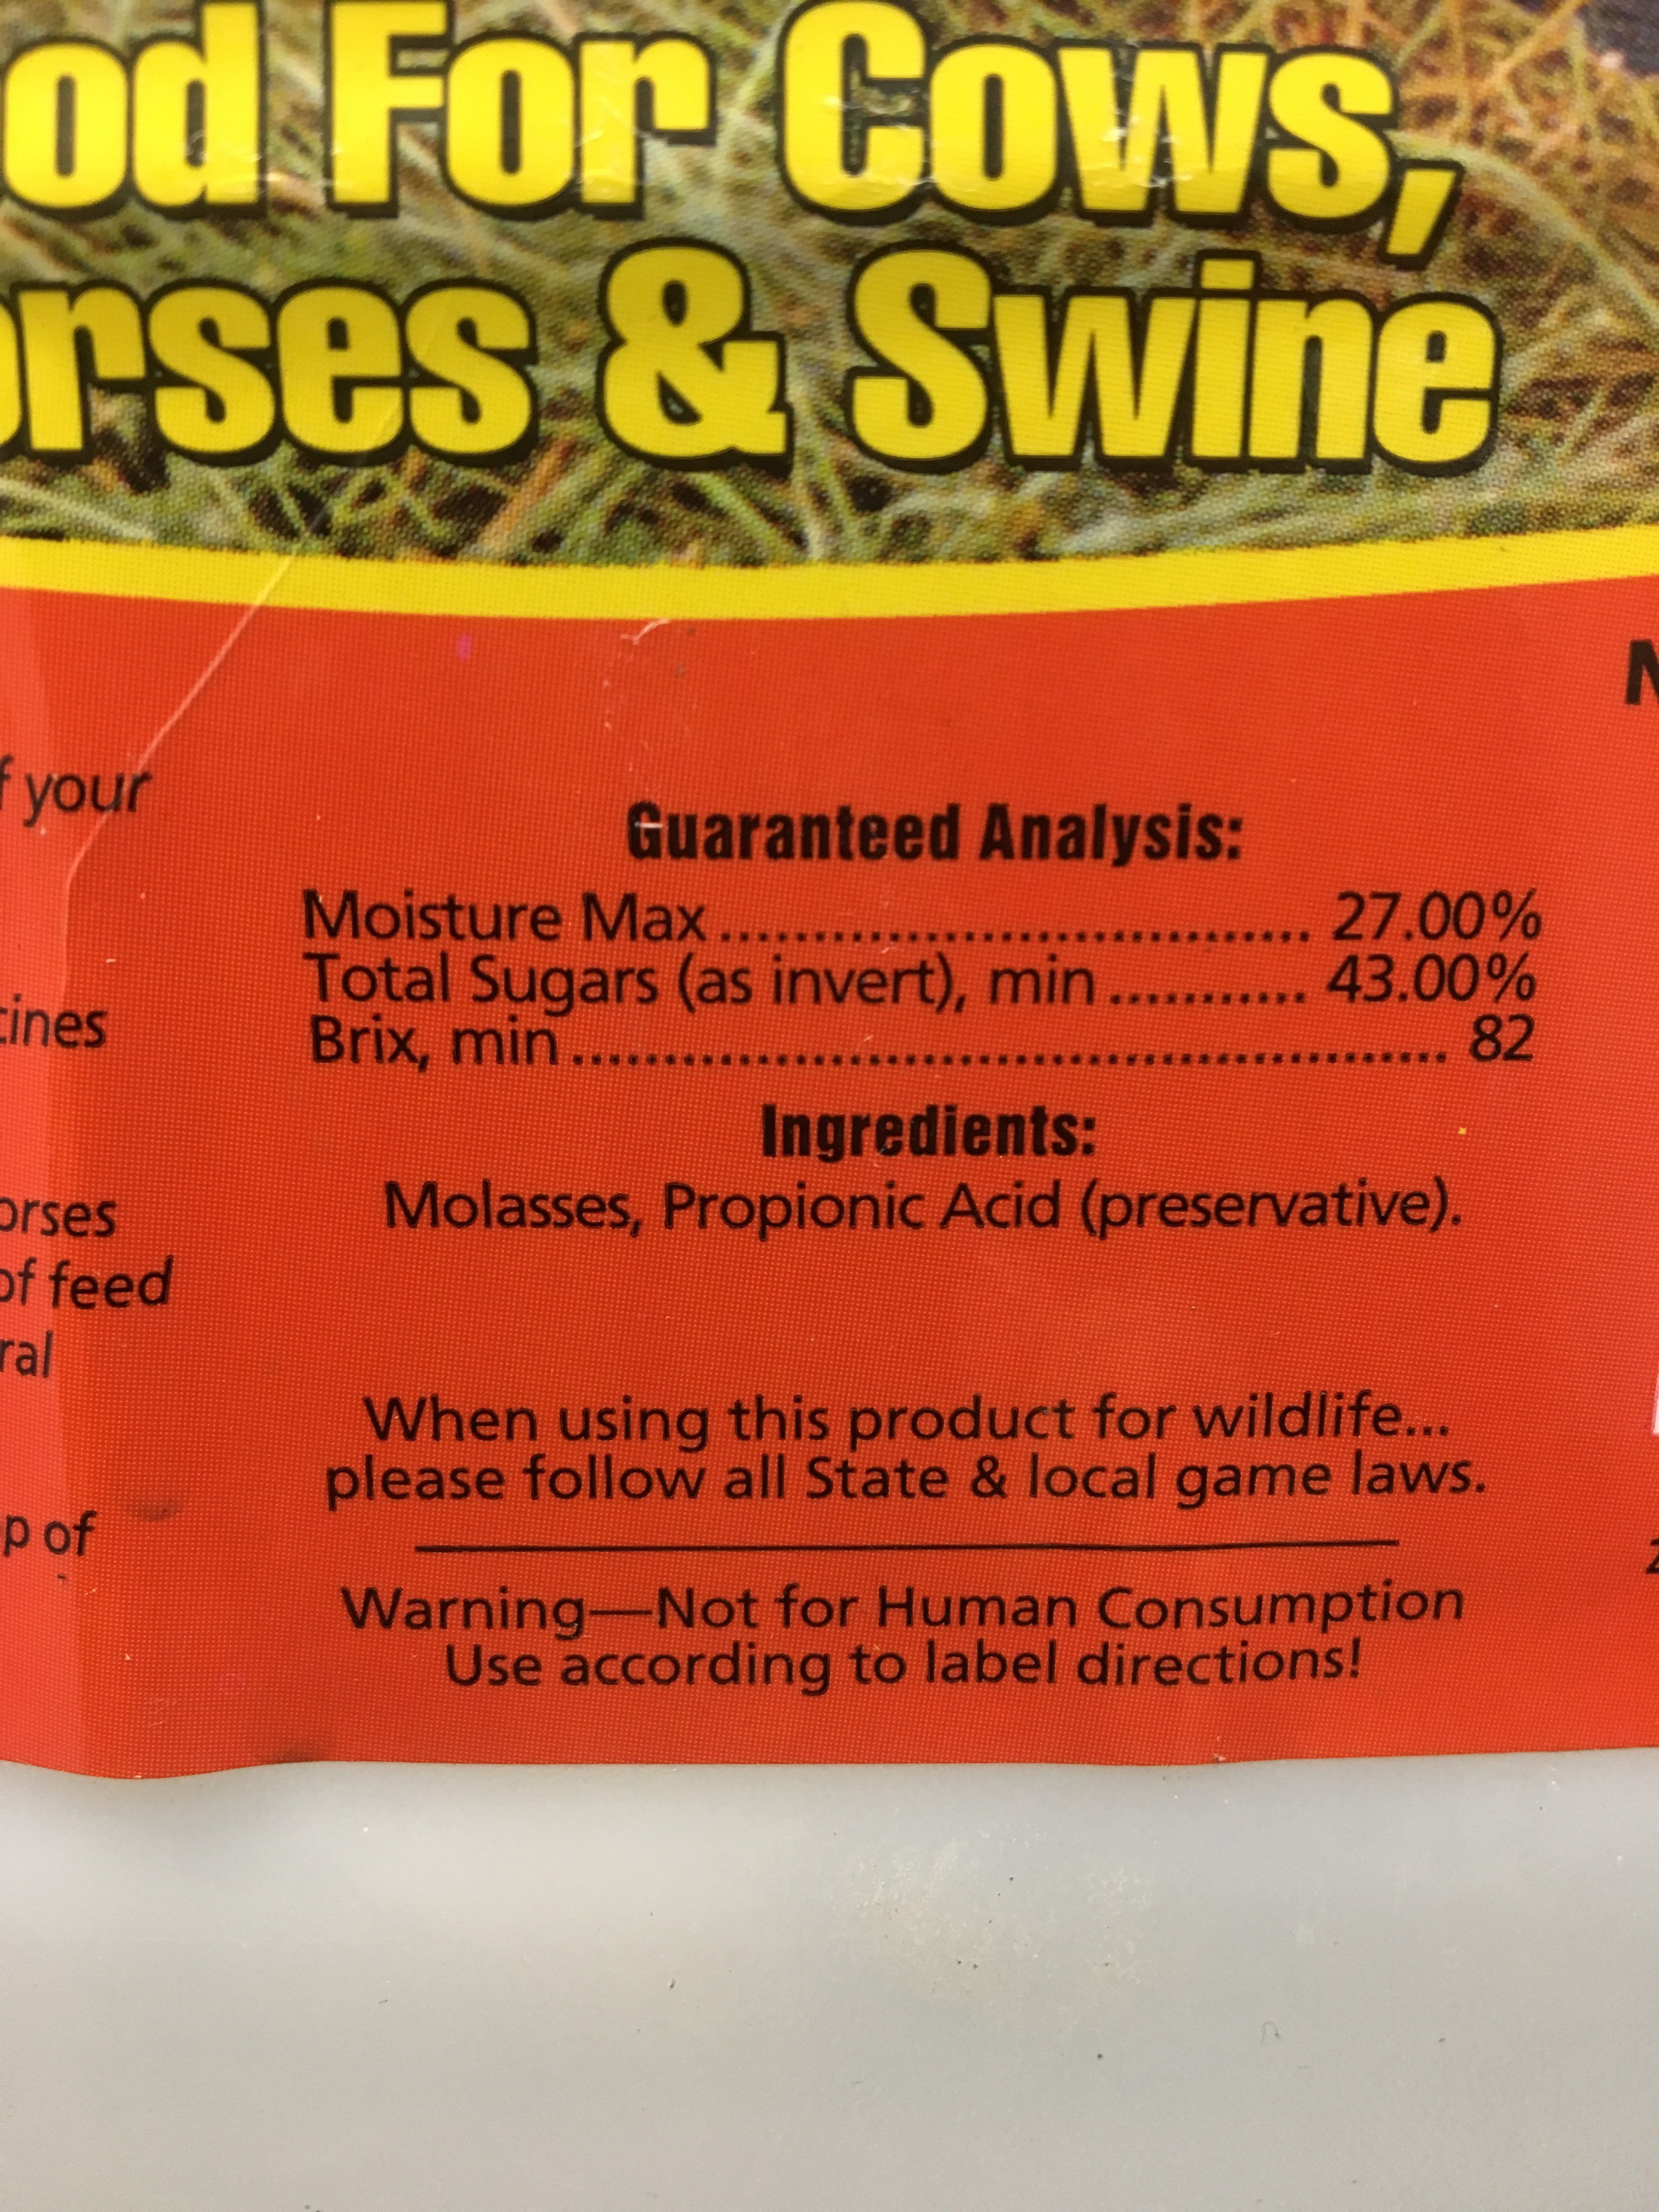 od For Cows,
orses & Swine
f your
cines
orses
of feed
ral
p of
Guaranteed Analysis:
Moisture Max................................ 27.00%
Total Sugars (as invert), min........... 43.00%
Brix, min................................................ 82
Ingredients:
Molasses, Propionic Acid (preservative).
When using this product for wildlife...
please follow all State & local game laws.
Warning—Not for Human Consumption
Use according to label directions!